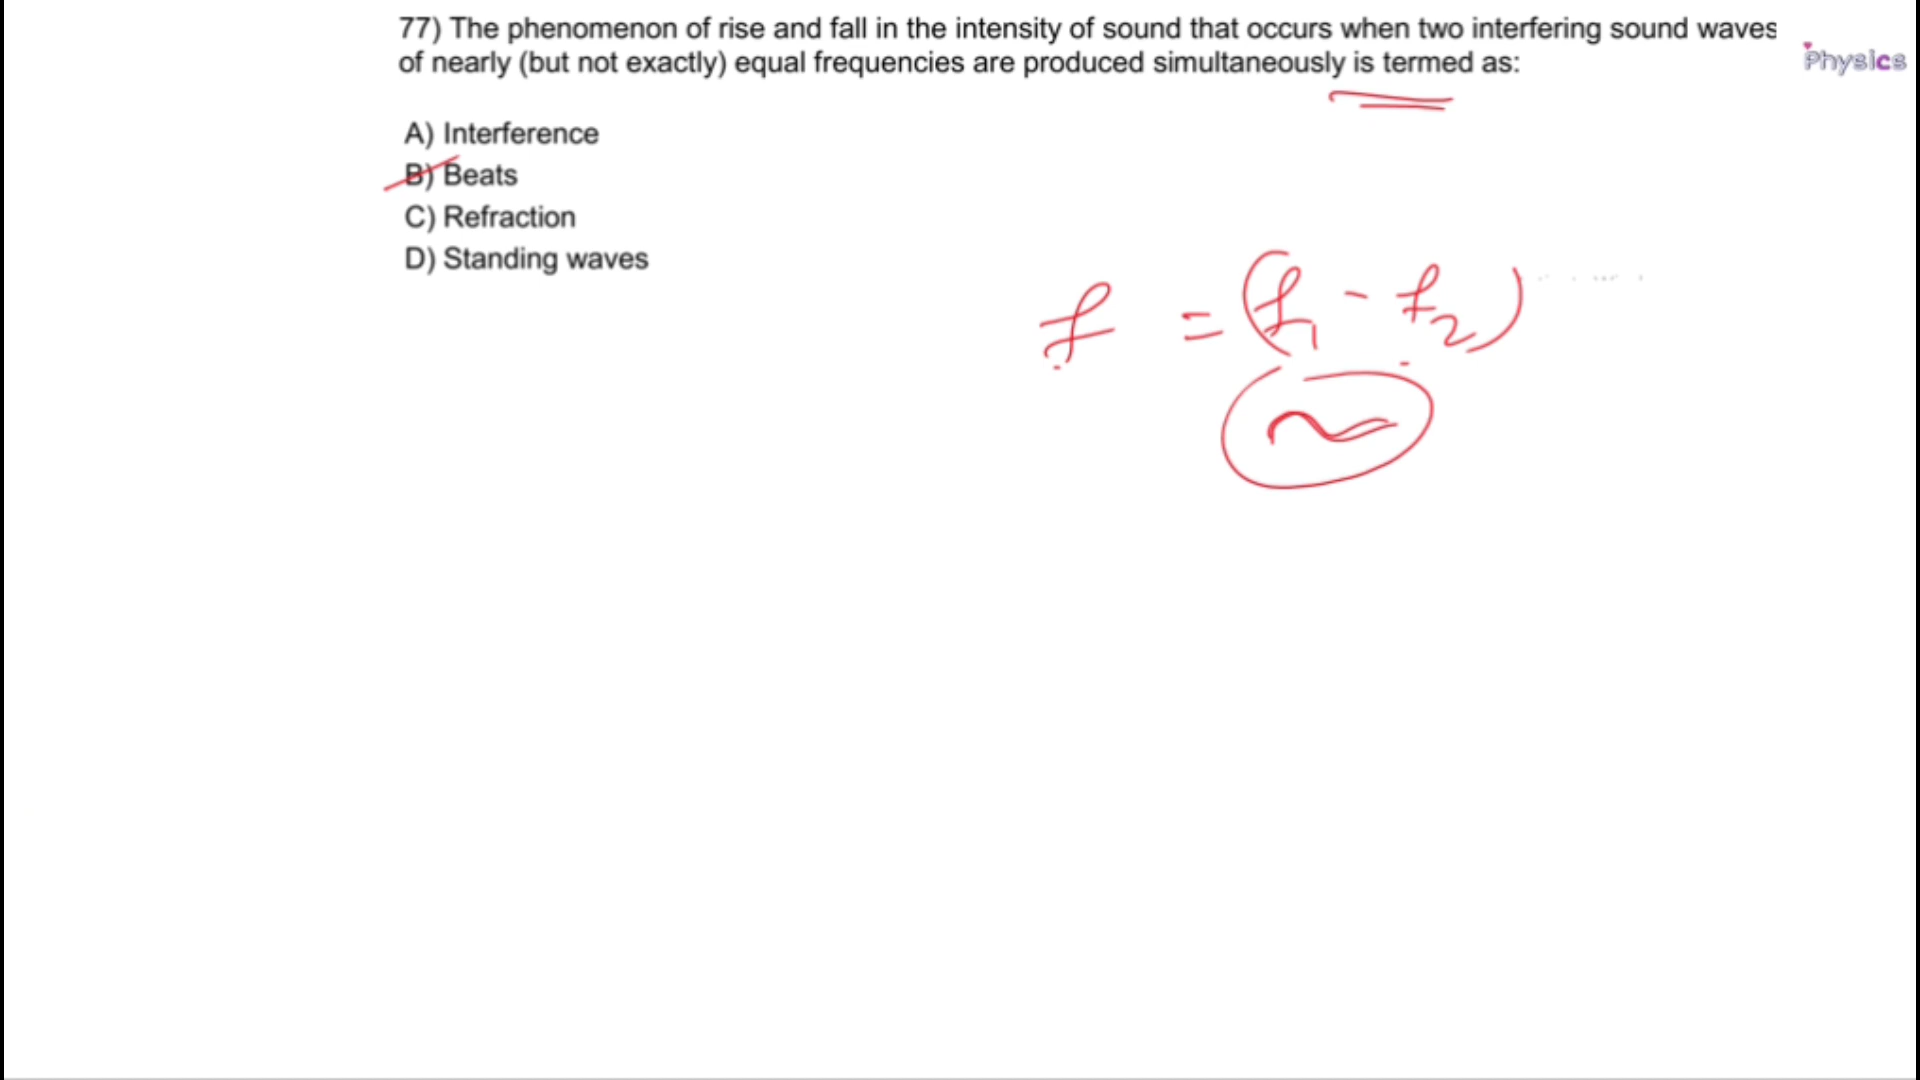 77) The phenomenon of rise and fall in the intensity of sound that occurs when two interfering sound waves
of nearly (but not exactly) equal frequencies are produced simultaneously is termed as:
Physics
A) Interference
B) Beats
C) Refraction
D) Standing waves
f = (f₁ - f₂)
~